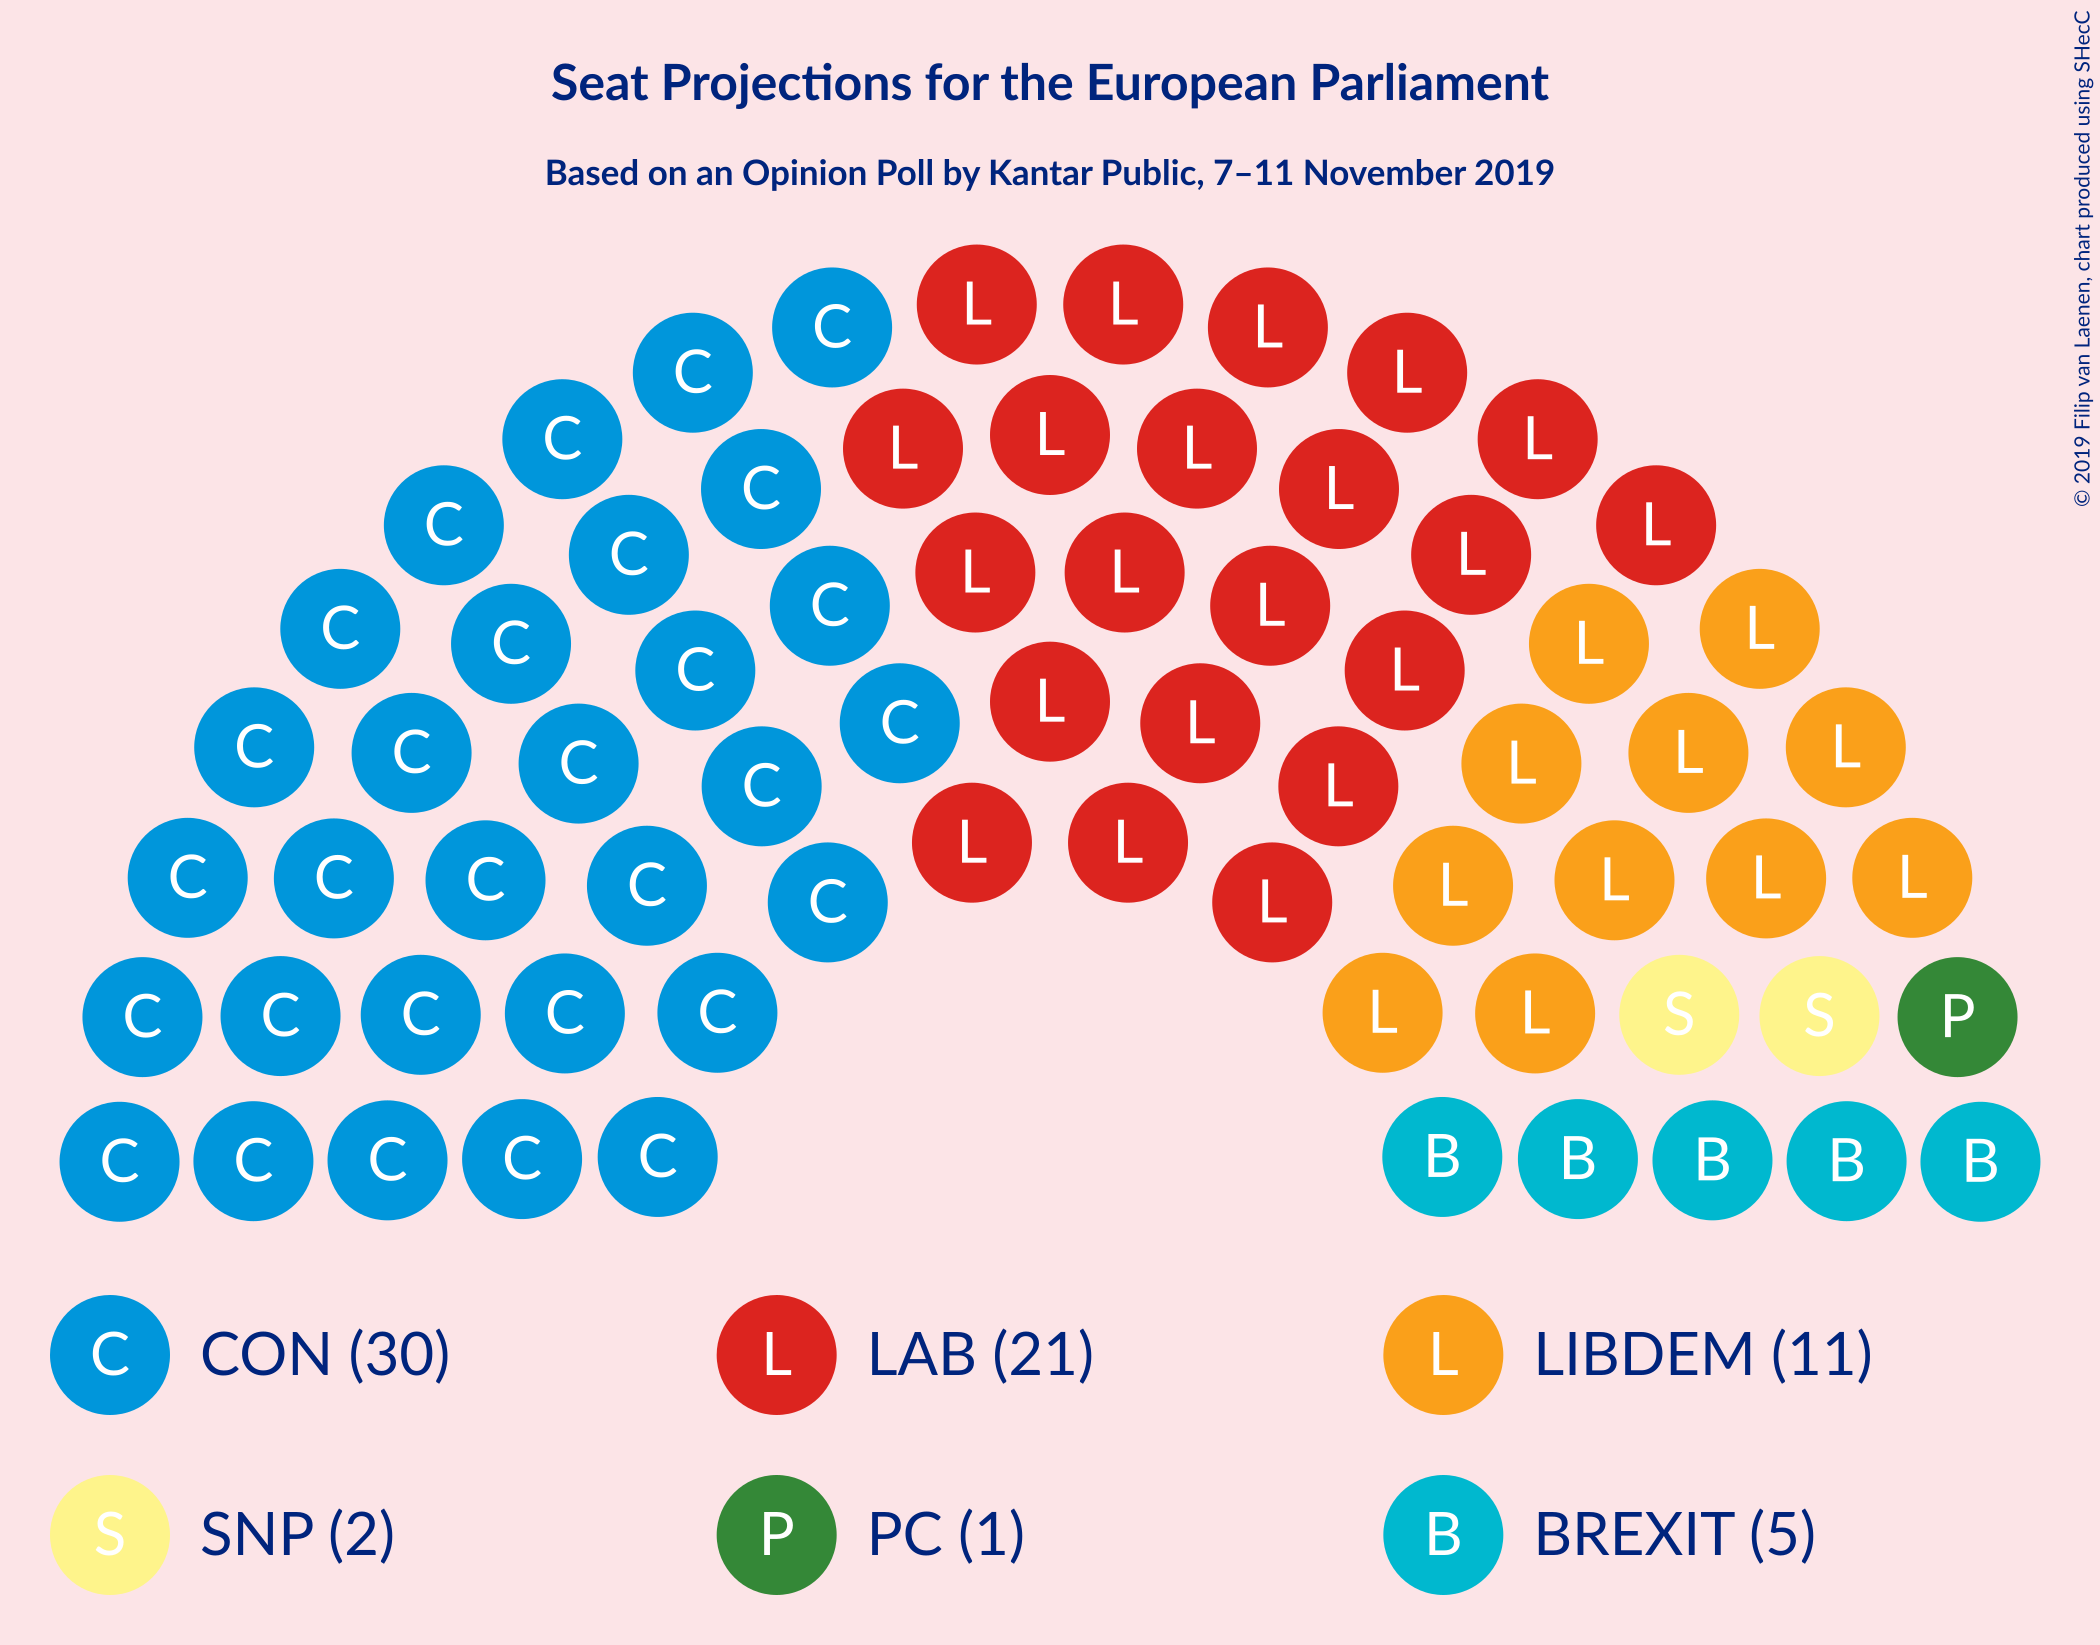 Seat Projections for the European Parliament
Based on an Opinion Poll by Kantar Public, 7–11 November 2019
© 2019 Filip van Laenen, chart produced using SHecC
L L
C L
C L
C L L L L
C L
C L
C L
L L
C L
C L
C L
C L
L
C L
C C C L L L
C L
L L
C C C C L L L L
C L
C C C C C L L S S P
C C C C C B B B B B
C CON (30) L LAB (21) L LIBDEM (11)
S SNP (2) P PC (1) B BREXIT (5)